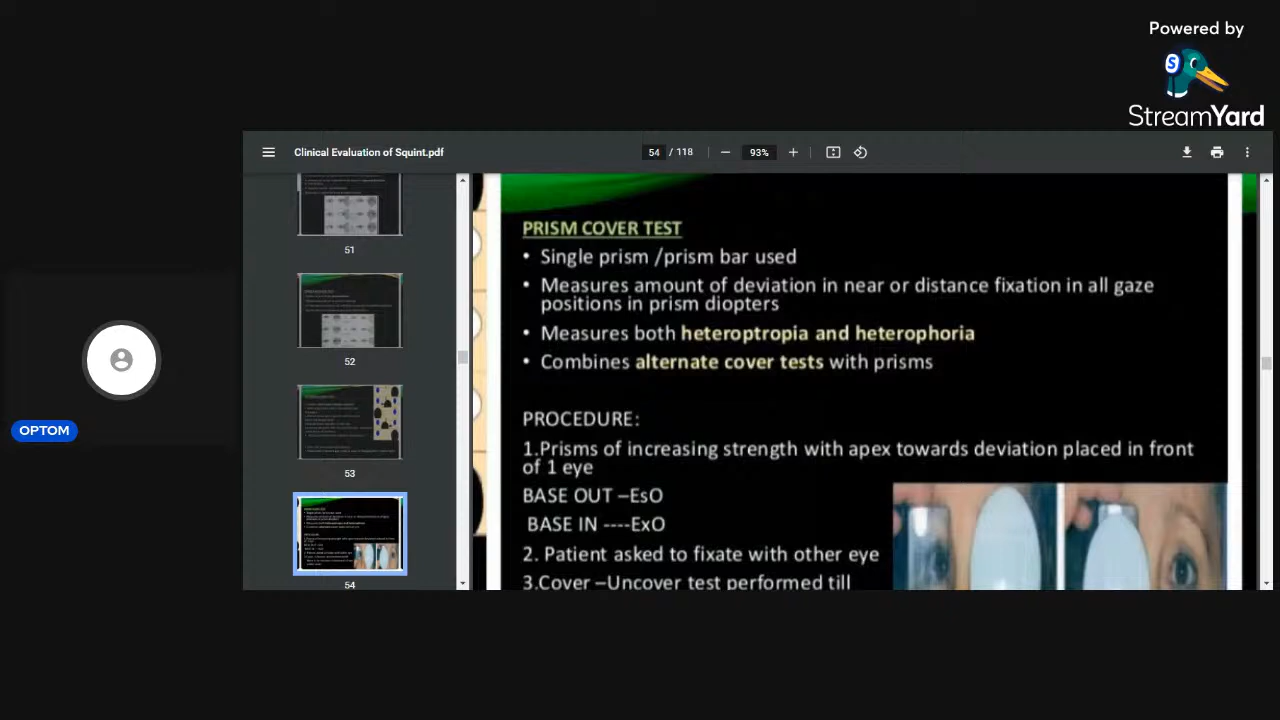 Powered by
StreamYard
Clinical Evaluation of Squint.pdf
54 / 118
93%
51
52
53
54
OPTOM
PRISM COVER TEST
• Single prism /prism bar used
• Measures amount of deviation in near or distance fixation in all gaze
positions in prism diopters
• Measures both heteroptropia and heterophoria
• Combines alternate cover tests with prisms
PROCEDURE:
1.Prisms of increasing strength with apex towards deviation placed in front
of 1 eye
BASE OUT –EsO
BASE IN ----ExO
2. Patient asked to fixate with other eye
3.Cover –Uncover test performed till